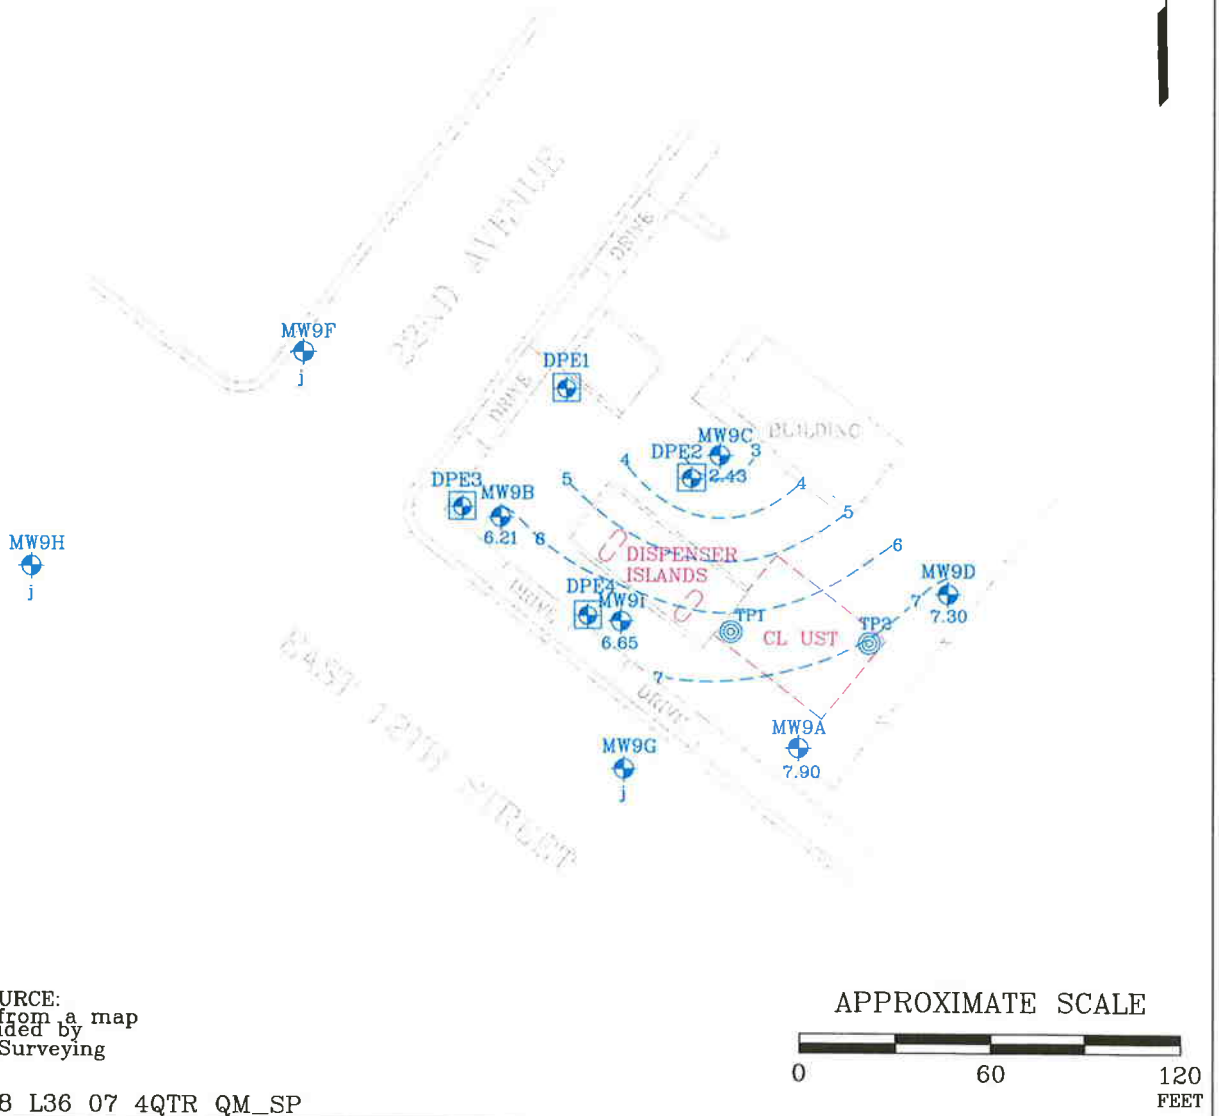 22ND AVENUE
DRIVE
MW9F
j
DPE1
DRIVE
BUILDING
MW9C
3
DPE2
2.43
4
4
5
5
DPE3
MW9B
6.21
6
6
MW9H
j
DISPENSER
ISLANDS
MW9D
7
7.30
DRIVE
DPE4
MW9I
6.65
TP1
TP2
CL UST
7
DRIVE
EAST 12TH STREET
MW9A
7.90
MW9G
j
URCE:
from a map
ided by
Surveying
APPROXIMATE SCALE
0 60 120
FEET
8 L36 07 4QTR QM_SP